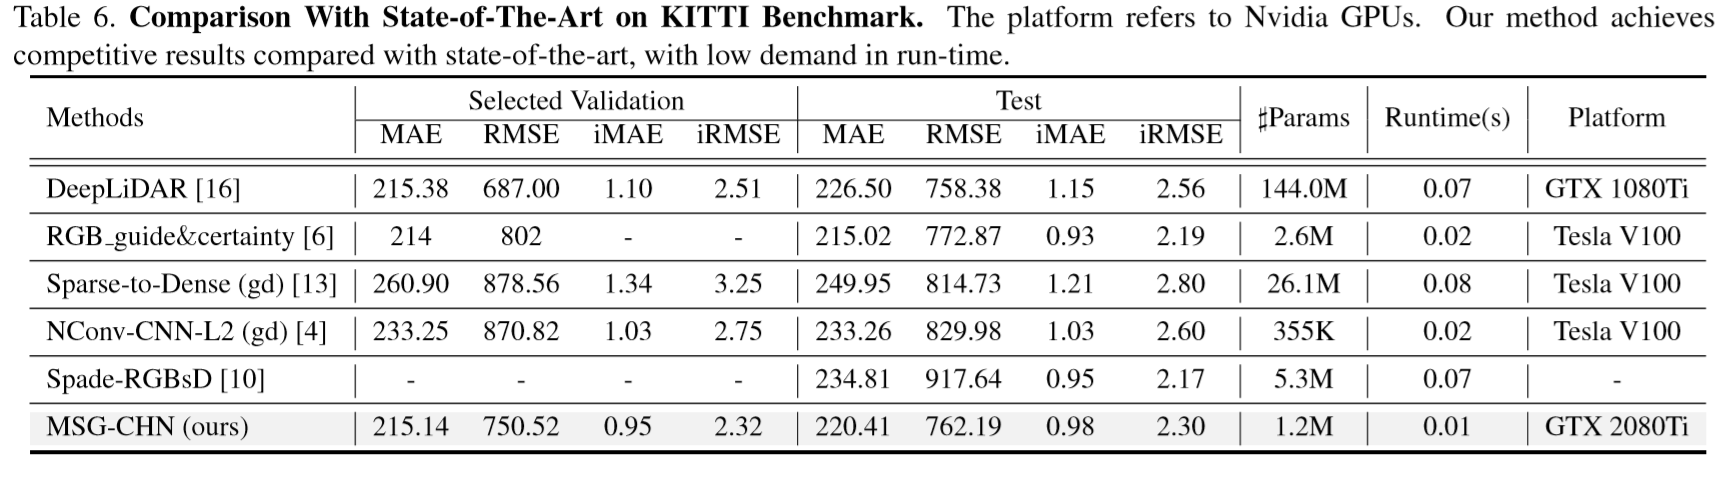 Table 6. Comparison With State-of-The-Art on KITTI Benchmark. The platform refers to Nvidia GPUs. Our method achieves
competitive results compared with state-of-the-art, with low demand in run-time.
Methods Selected Validation Test ♯Params Runtime(s) Platform
MAE RMSE iMAE iRMSE MAE RMSE iMAE iRMSE
DeepLiDAR [16] 215.38 687.00 1.10 2.51 226.50 758.38 1.15 2.56 144.0M 0.07 GTX 1080Ti
RGB_guide&certainty [6] 214 802 - - 215.02 772.87 0.93 2.19 2.6M 0.02 Tesla V100
Sparse-to-Dense (gd) [13] 260.90 878.56 1.34 3.25 249.95 814.73 1.21 2.80 26.1M 0.08 Tesla V100
NConv-CNN-L2 (gd) [4] 233.25 870.82 1.03 2.75 233.26 829.98 1.03 2.60 355K 0.02 Tesla V100
Spade-RGBsD [10] - - - - 234.81 917.64 0.95 2.17 5.3M 0.07 -
MSG-CHN (ours) 215.14 750.52 0.95 2.32 220.41 762.19 0.98 2.30 1.2M 0.01 GTX 2080Ti